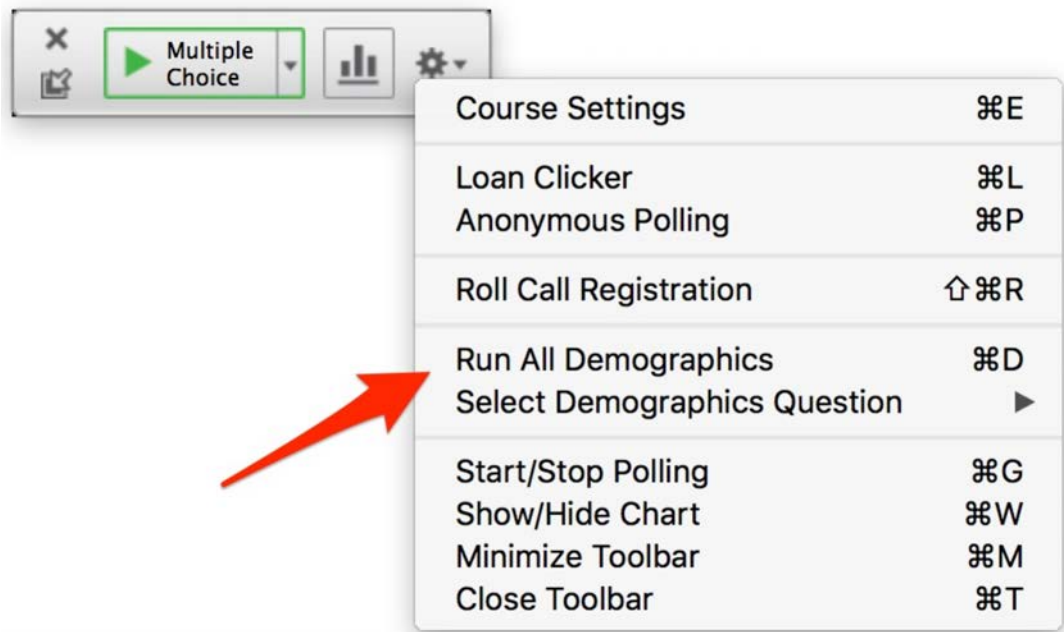 Multiple
Choice
Course Settings ⌘E
Loan Clicker ⌘L
Anonymous Polling ⌘P
Roll Call Registration ⇧⌘R
Run All Demographics ⌘D
Select Demographics Question ▶
Start/Stop Polling ⌘G
Show/Hide Chart ⌘W
Minimize Toolbar ⌘M
Close Toolbar ⌘T